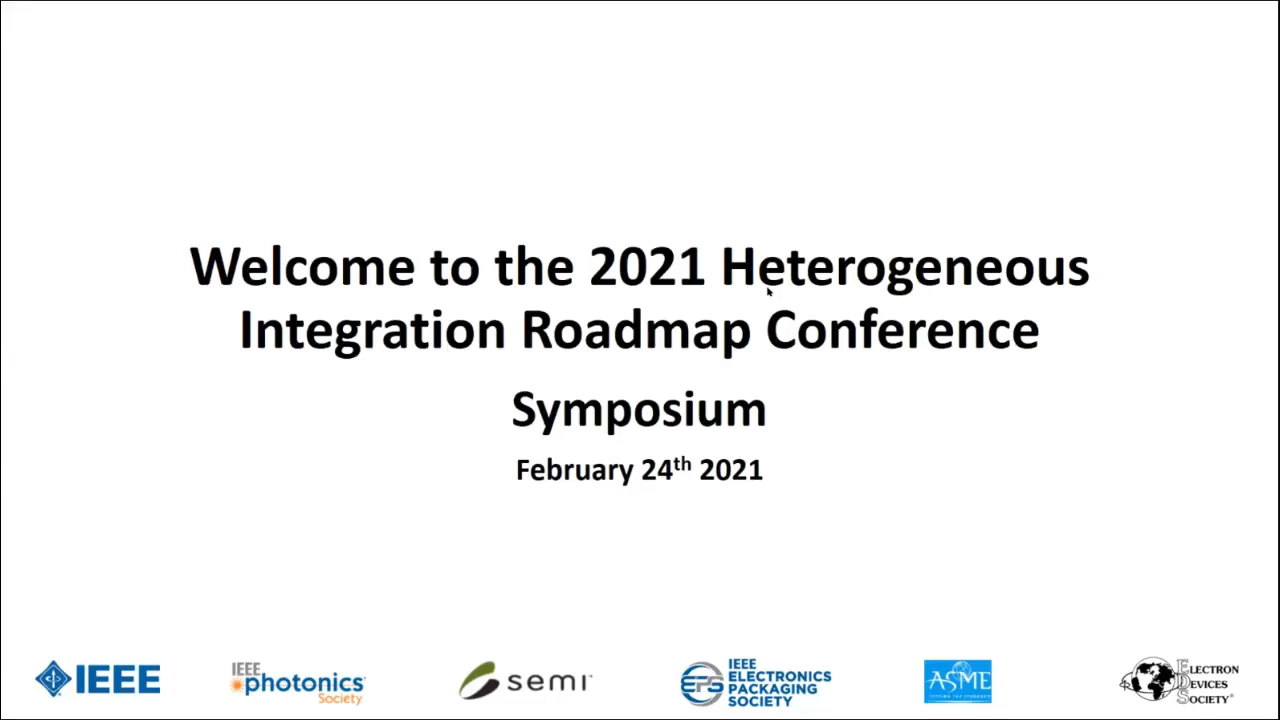 Welcome to the 2021 Heterogeneous
Integration Roadmap Conference
Symposium
February 24th 2021
IEEE
IEEE
photonics
Society
semi
EPS
IEEE
ELECTRONICS
PACKAGING
SOCIETY
ASME
ELECTRON
DEVICES
SOCIETY®